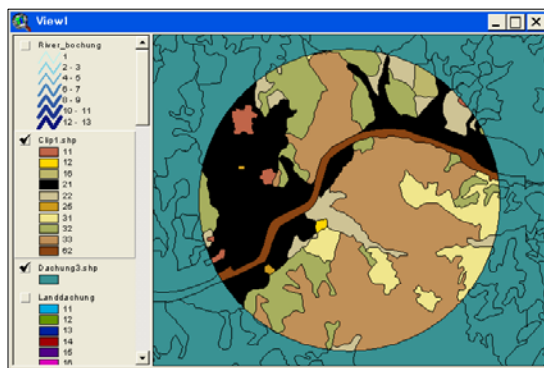 View1
River_bochung
1
2 - 3
4 - 5
6 - 7
8 - 9
10 - 11
12 - 13
Clip1.shp
11
12
16
21
22
25
31
32
33
62
Dachung3.shp
Landdachung
11
12
13
14
15
16